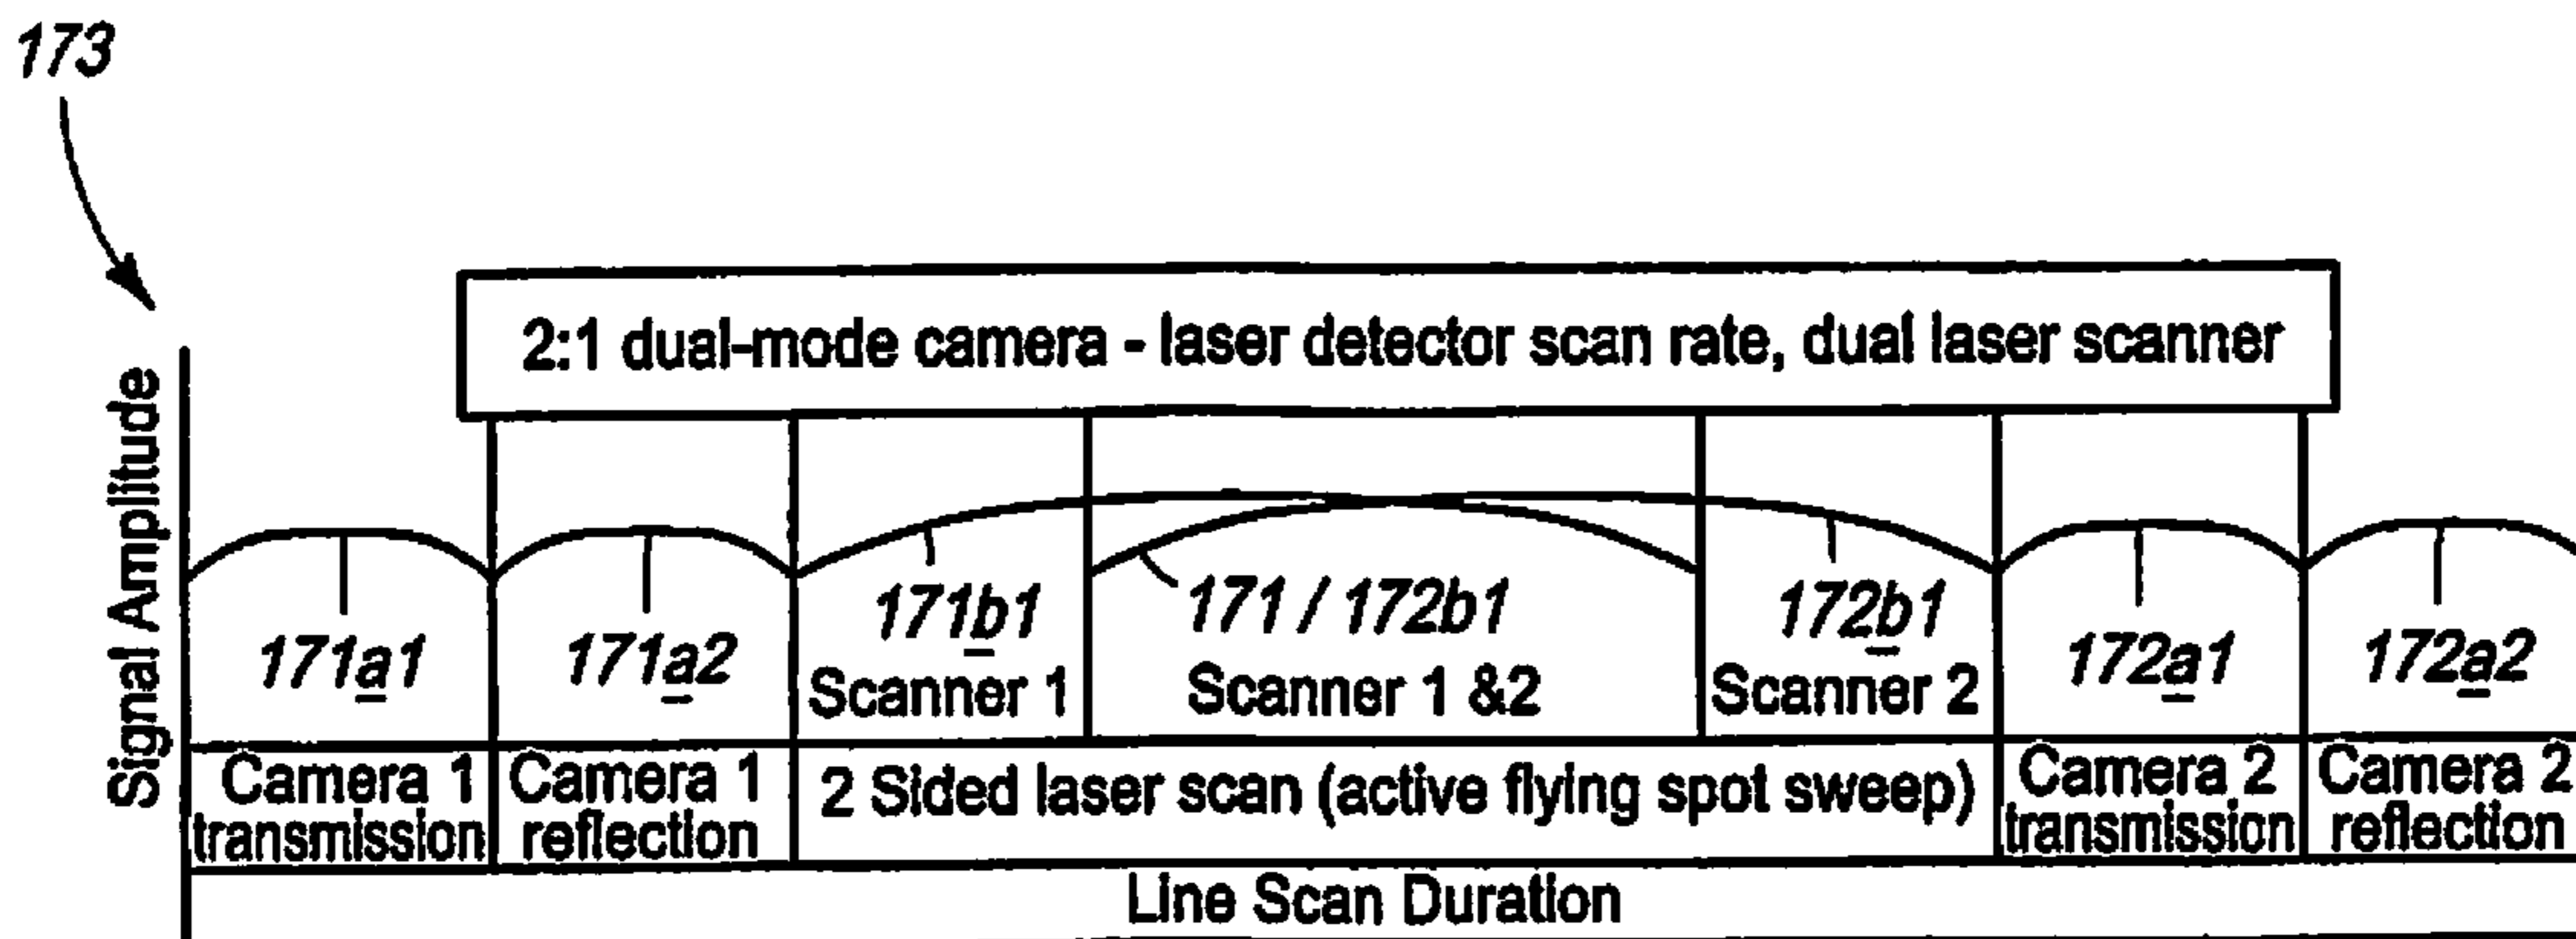 173
2:1 dual-mode camera - laser detector scan rate, dual laser scanner
Signal Amplitude
171a1
171a2
171b1
Scanner 1
171 / 172b1
Scanner 1 &2
172b1
Scanner 2
172a1
172a2
Camera 1
transmission
Camera 1
reflection
2 Sided laser scan (active flying spot sweep)
Camera 2
transmission
Camera 2
reflection
Line Scan Duration